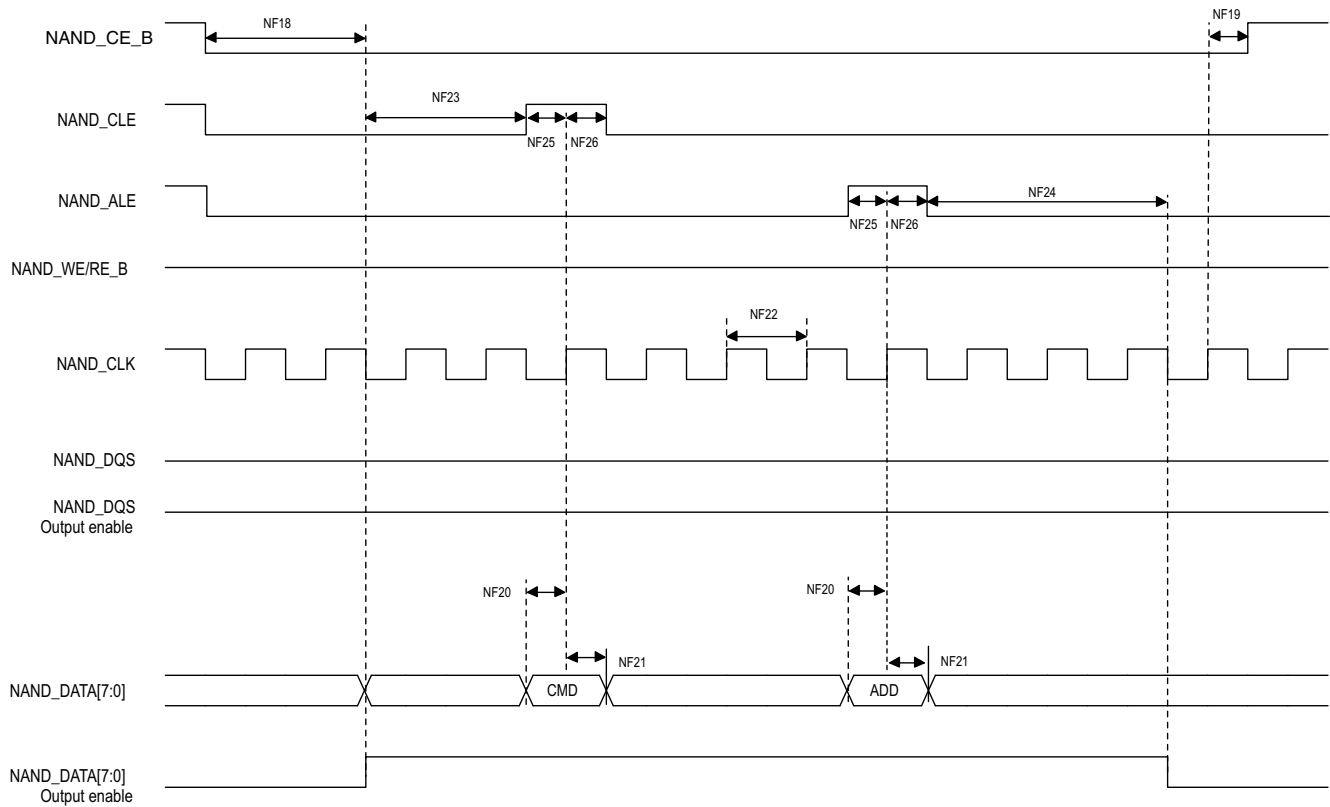 NF18
NF19
NAND_CE_B
NF23
NAND_CLE
NF25 NF26
NAND_ALE
NF24
NF25 NF26
NAND_WE/RE_B
NF22
NAND_CLK
NAND_DQS
NAND_DQS
Output enable
NF20
NF20
NF21
NF21
NAND_DATA[7:0]
CMD
ADD
NAND_DATA[7:0]
Output enable